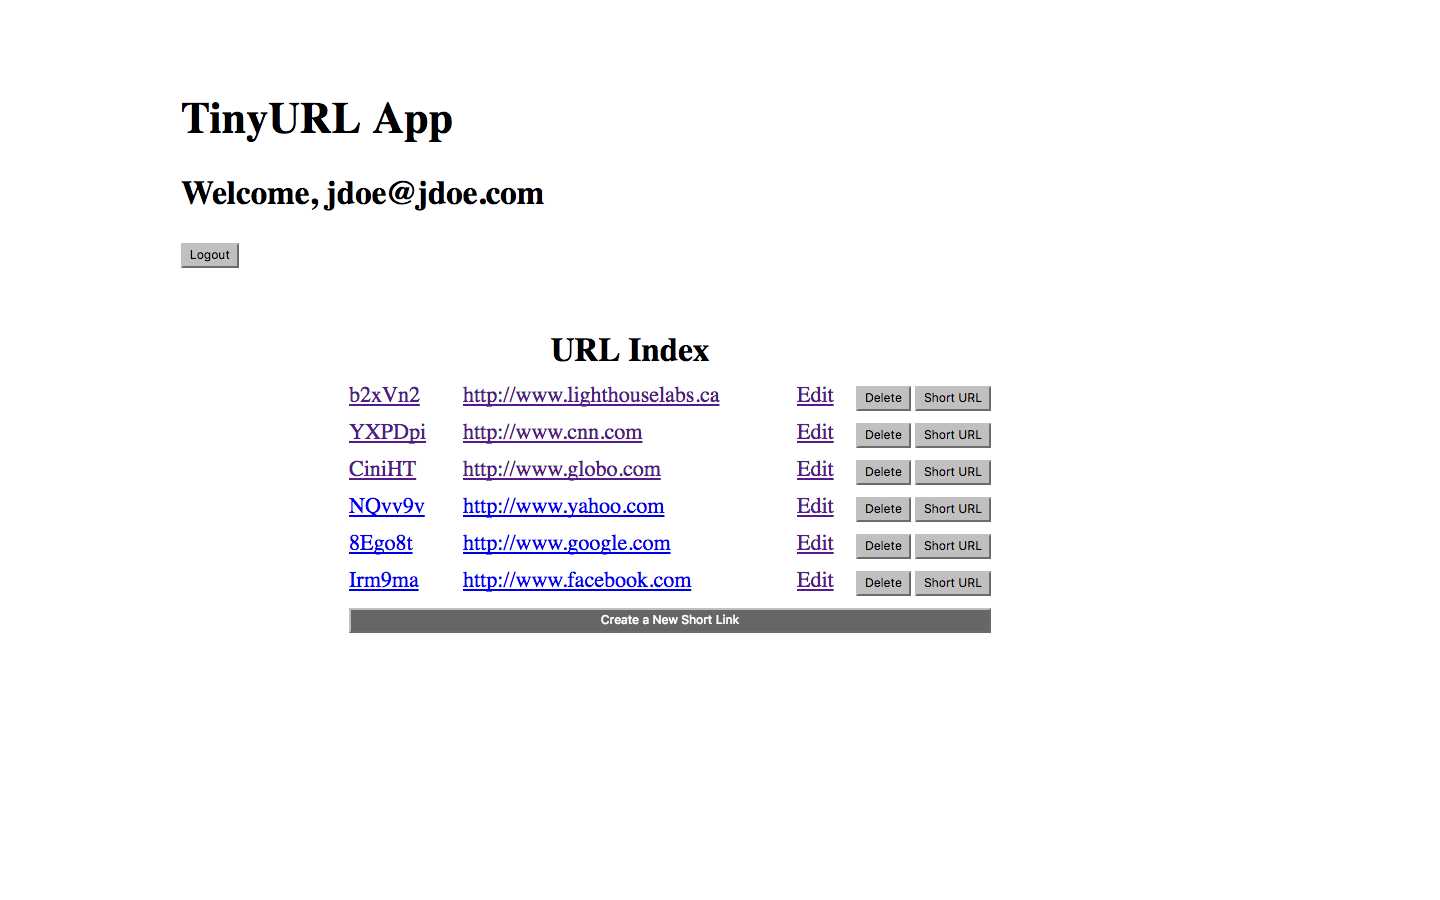 TinyURL App
Welcome, jdoe@jdoe.com
Logout
URL Index
b2xVn2 http://www.lighthouselabs.ca Edit Delete Short URL
YXPDpi http://www.cnn.com Edit Delete Short URL
CiniHT http://www.globo.com Edit Delete Short URL
NQvv9v http://www.yahoo.com Edit Delete Short URL
8Ego8t http://www.google.com Edit Delete Short URL
Irm9ma http://www.facebook.com Edit Delete Short URL
Create a New Short Link